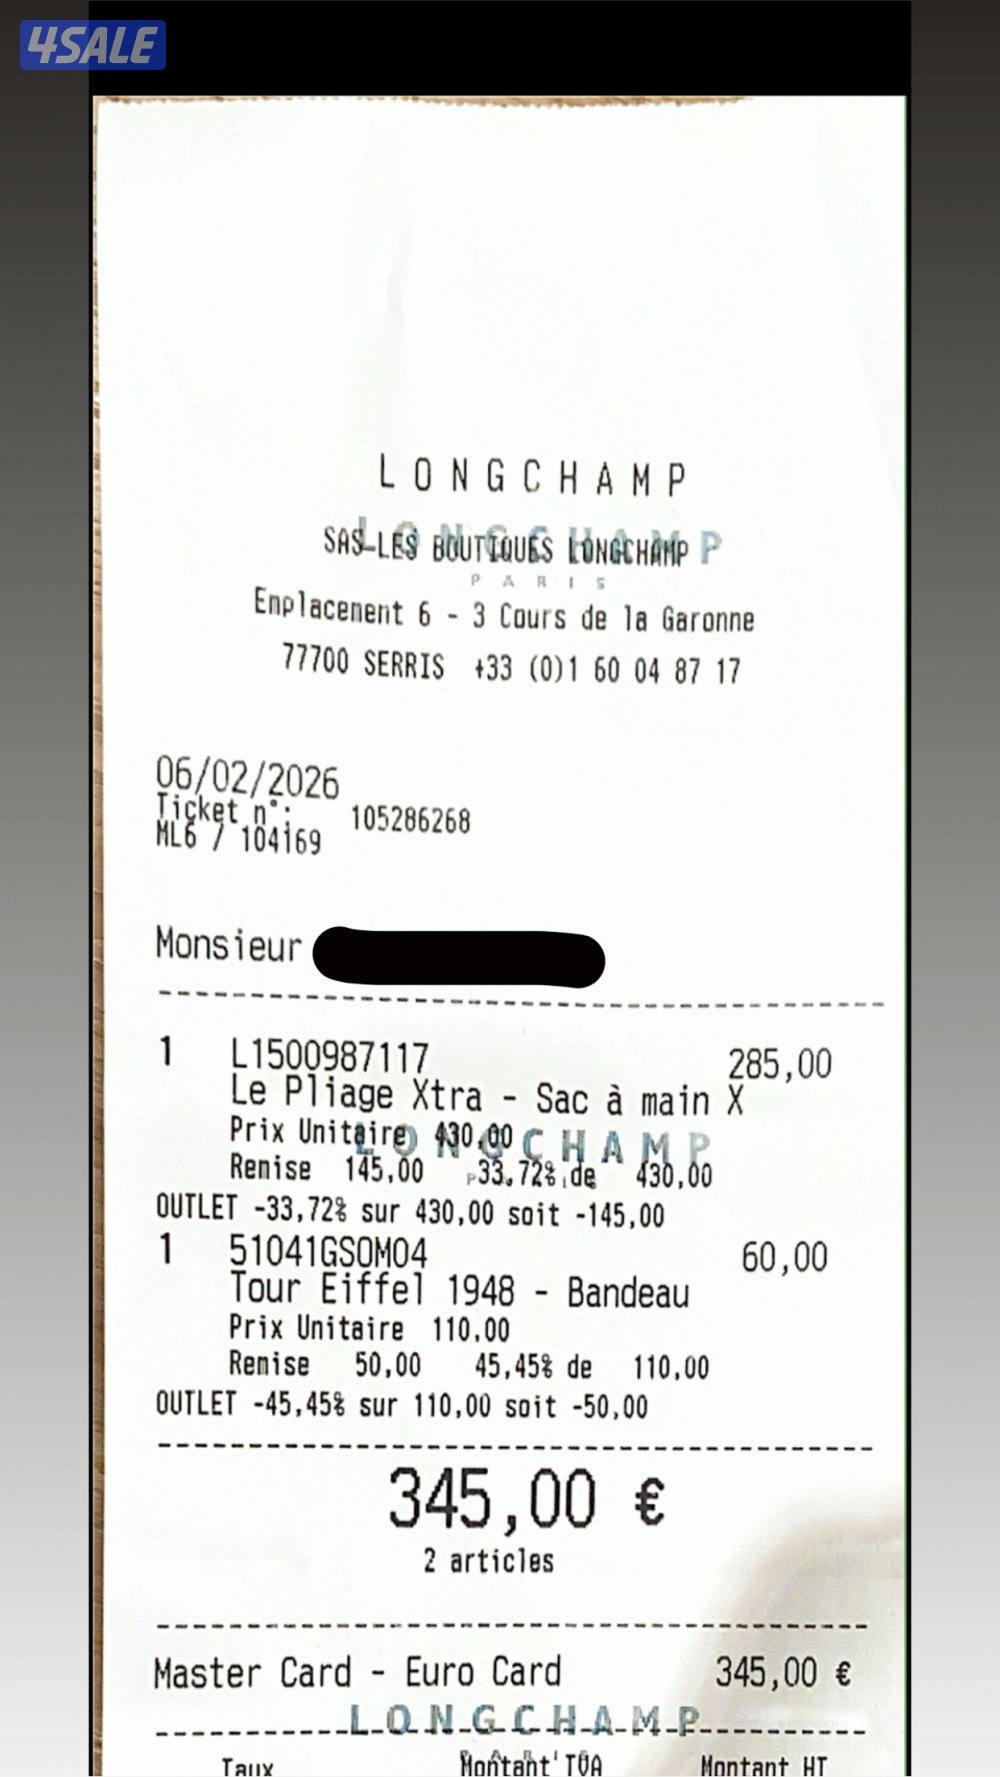 4SALE
LONGCHAMP
LONGCHAMP
SAS LES BOUTIQUES LONGCHAMP
PARIS
Emplacement 6 - 3 Cours de la Garonne
77700 SERRIS +33 (0)1 60 04 87 17
06/02/2026
Ticket n°: 105286268
ML6 / 104169
Monsieur
1 L1500987117 285,00
Le Pliage Xtra - Sac à main X
Prix Unitaire 430,00
LONGCHAMP
Remise 145,00 33,72% de 430,00
OUTLET -33,72% sur 430,00 soit -145,00
1 51041GSOM04 60,00
Tour Eiffel 1948 - Bandeau
Prix Unitaire 110,00
Remise 50,00 45,45% de 110,00
OUTLET -45,45% sur 110,00 soit -50,00
345,00 €
2 articles
Master Card - Euro Card 345,00 €
LONGCHAMP
Taux Montant TVA Montant HT